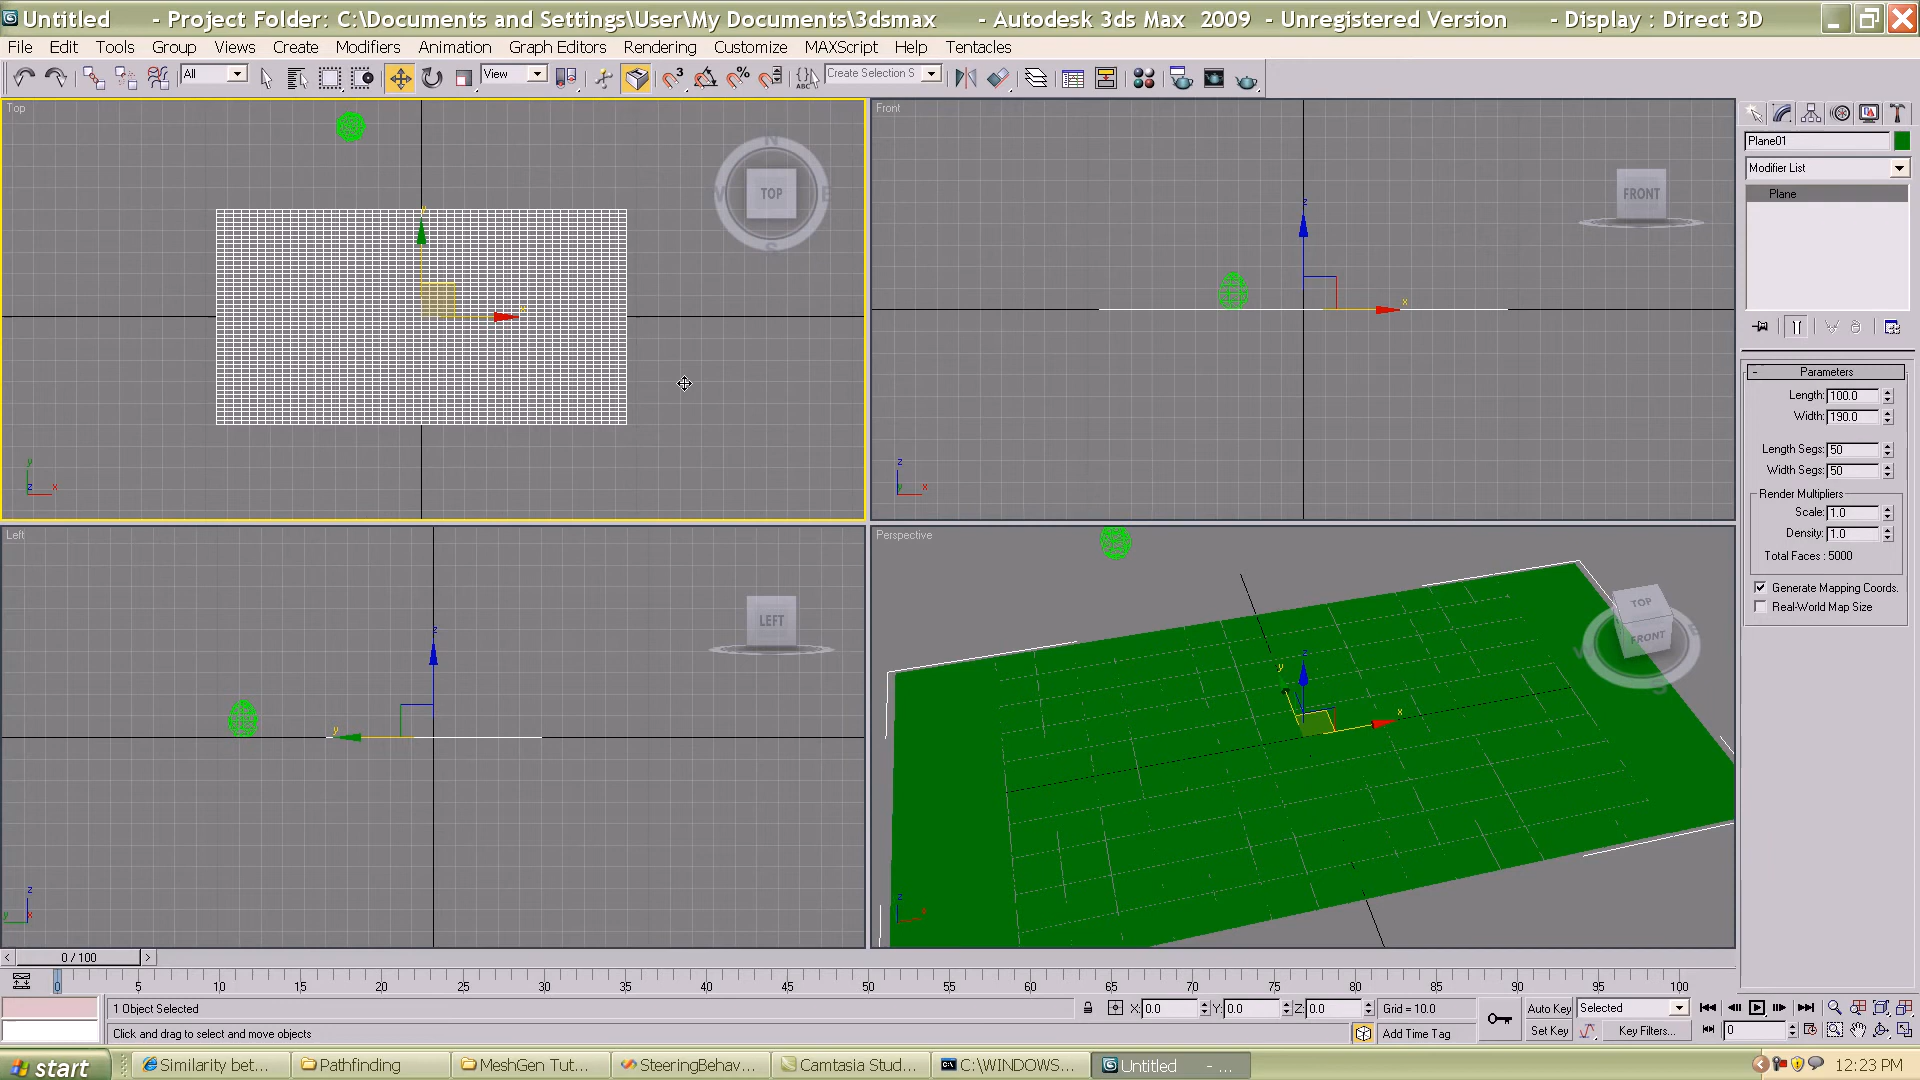 Untitled - Project Folder: C:\Documents and Settings\User\My Documents\3dsmax - Autodesk 3ds Max 2009 - Unregistered Version - Display : Direct 3D
File Edit Tools Group Views Create Modifiers Animation Graph Editors Rendering Customize MAXScript Help Tentacles
All View Create Selection S
Top
N
TOP
S
y
x
y
z x
Front
FRONT
z
x
z
y x
Left
LEFT
z
y
z
y x
Perspective
TOP
FRONT
S
y
z
x
z
x
Plane01
Modifier List
Plane
- Parameters
Length: 100.0
Width: 190.0
Length Segs: 50
Width Segs: 50
Render Multipliers
Scale: 1.0
Density: 1.0
Total Faces : 5000
Generate Mapping Coords.
Real-World Map Size
< 0 / 100 >
0 5 10 15 20 25 30 35 40 45 50 55 60 65 70 75 80 85 90 95 100
1 Object Selected X: 0.0 Y: 0.0 Z: 0.0 Grid = 10.0 Auto Key Selected
Click and drag to select and move objects Add Time Tag Set Key Key Filters... 0
start Similarity bet... Pathfinding MeshGen Tut... SteeringBehav... Camtasia Stud... C:\WINDOWS... Untitled - ... 12:23 PM